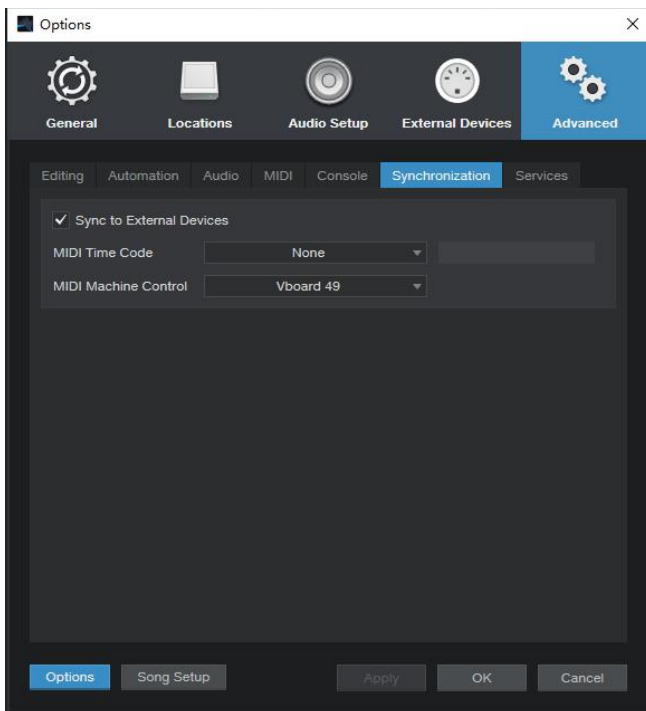 Options
General Locations Audio Setup External Devices Advanced
Editing Automation Audio MIDI Console Synchronization Services
Sync to External Devices
MIDI Time Code None
MIDI Machine Control Vboard 49
Options Song Setup Apply OK Cancel